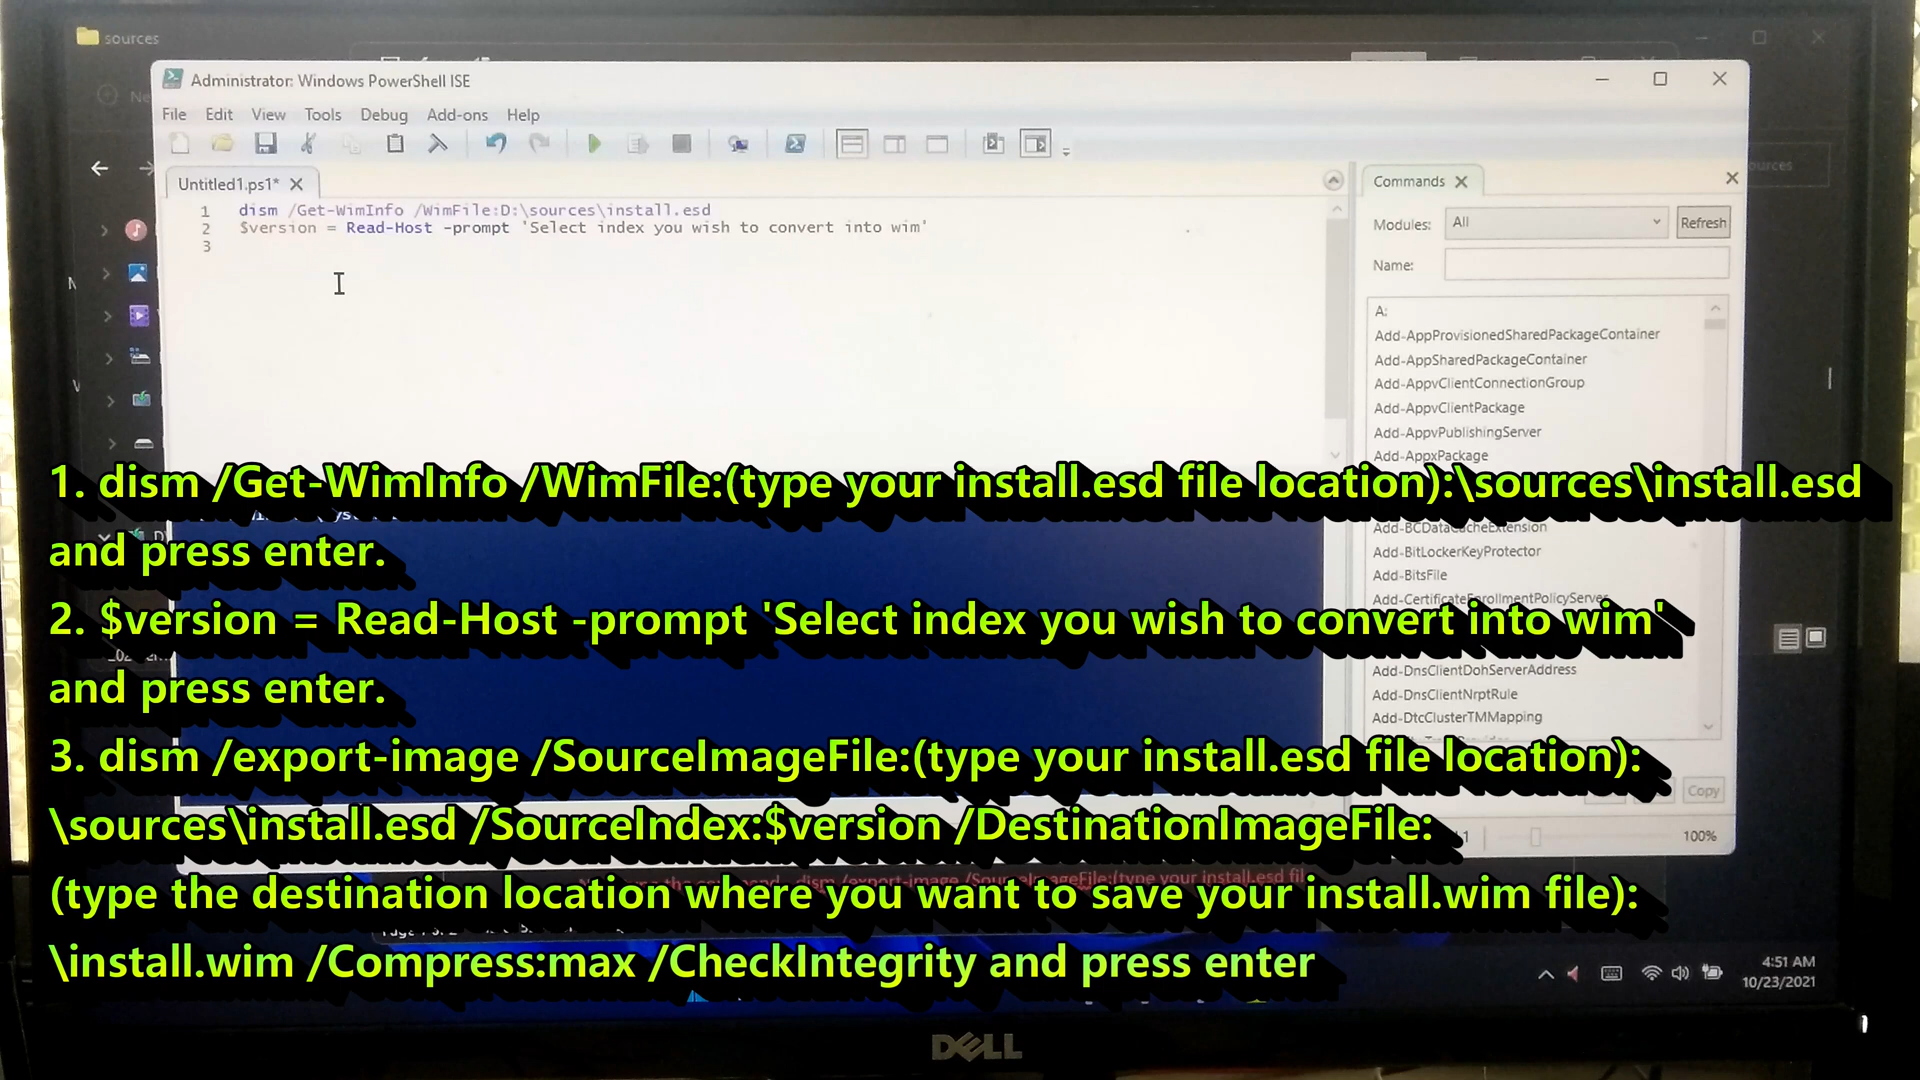 sources
Administrator: Windows PowerShell ISE
File Edit View Tools Debug Add-ons Help
Untitled1.ps1*
1 dism /Get-WimInfo /WimFile:D:\sources\install.esd
2 $version = Read-Host -prompt 'Select index you wish to convert into wim'
3
Commands
Modules: All Refresh
Name:
A:
Add-AppProvisionedSharedPackageContainer
Add-AppSharedPackageContainer
Add-AppvClientConnectionGroup
Add-AppvClientPackage
Add-AppvPublishingServer
Add-AppxPackage
1. dism /Get-WimInfo /WimFile:(type your install.esd file location):\sources\install.esd
and press enter.
Add-BCDataCacheExtension
Add-BitLockerKeyProtector
Add-BitsFile
Add-CertificateEnrollmentPolicyServer
2. $version = Read-Host -prompt 'Select index you wish to convert into wim'
and press enter.
Add-DnsClientDohServerAddress
Add-DnsClientNrptRule
Add-DtcClusterTMMapping
3. dism /export-image /SourceImageFile:(type your install.esd file location):
\sources\install.esd /SourceIndex:$version /DestinationImageFile:
(type the destination location where you want to save your install.wim file):
\install.wim /Compress:max /CheckIntegrity and press enter
Copy
100%
4:51 AM
10/23/2021
DELL